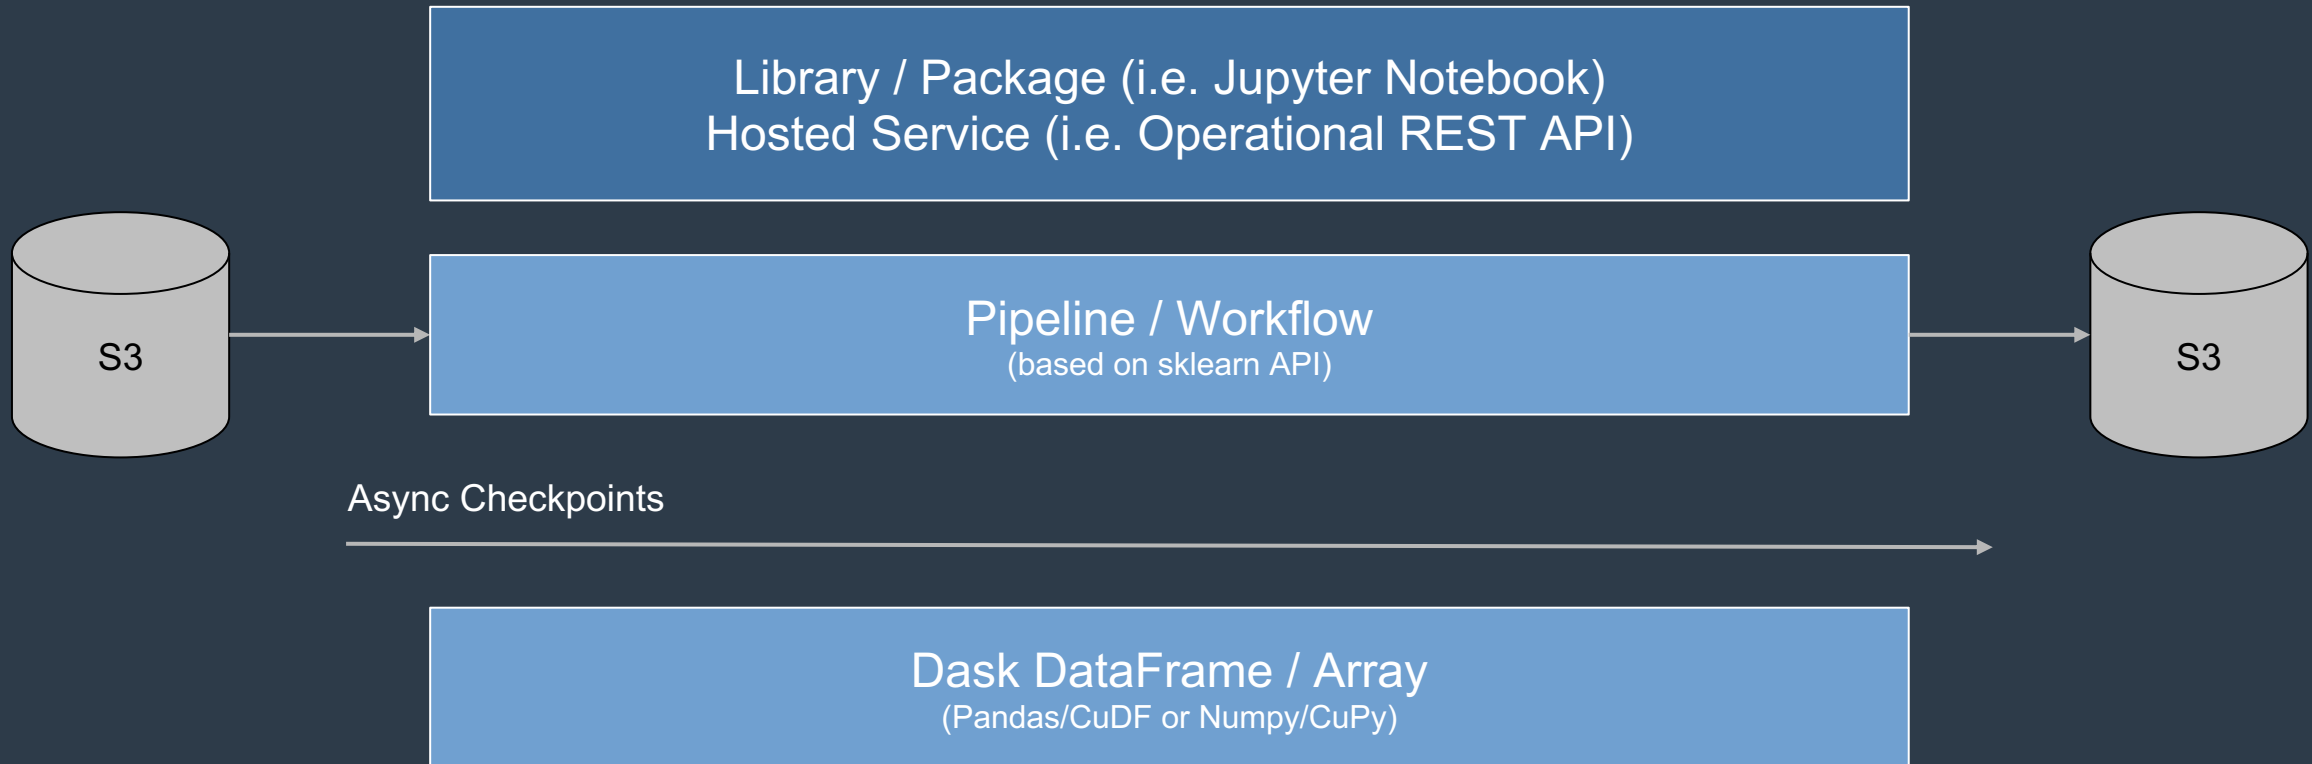 Library / Package (i.e. Jupyter Notebook)
Hosted Service (i.e. Operational REST API)
S3
Pipeline / Workflow
(based on sklearn API)
S3
Async Checkpoints
Dask DataFrame / Array
(Pandas/CuDF or Numpy/CuPy)